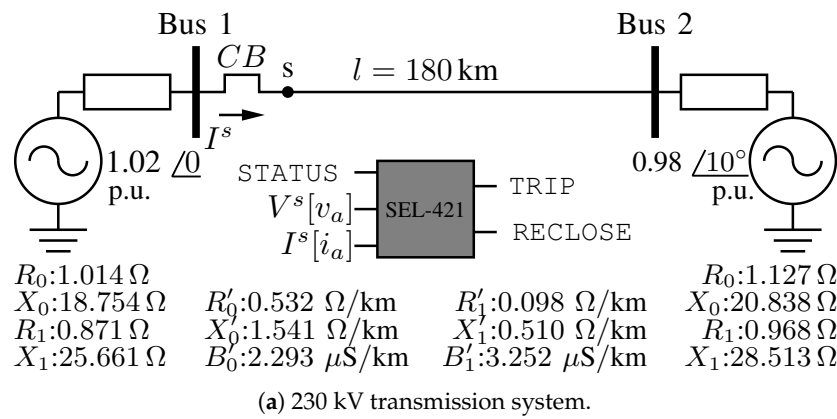 Bus 1
Bus 2
CB
s
l = 180 km
I^s
1.02 /0
p.u.
0.98 /10°
p.u.
STATUS
V^s[v_a]
I^s[i_a]
SEL-421
TRIP
RECLOSE
R_0:1.014 Ω
X_0:18.754 Ω
R_1:0.871 Ω
X_1:25.661 Ω
R'_0:0.532 Ω/km
X'_0:1.541 Ω/km
B'_0:2.293 μS/km
R'_1:0.098 Ω/km
X'_1:0.510 Ω/km
B'_1:3.252 μS/km
R_0:1.127 Ω
X_0:20.838 Ω
R_1:0.968 Ω
X_1:28.513 Ω
(a) 230 kV transmission system.